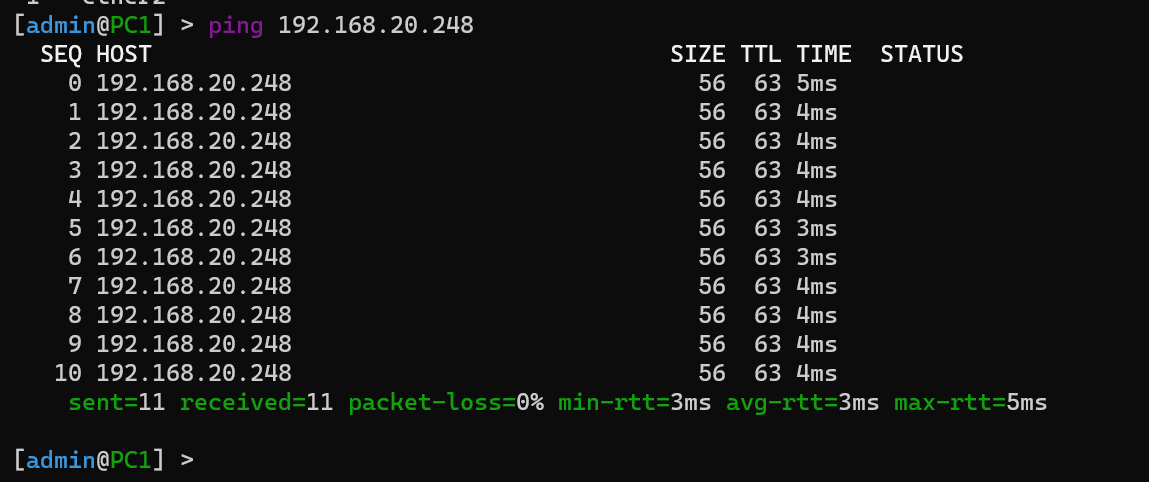 [admin@PC1] > ping 192.168.20.248
SEQ HOST SIZE TTL TIME STATUS
0 192.168.20.248 56 63 5ms
1 192.168.20.248 56 63 4ms
2 192.168.20.248 56 63 4ms
3 192.168.20.248 56 63 4ms
4 192.168.20.248 56 63 4ms
5 192.168.20.248 56 63 3ms
6 192.168.20.248 56 63 3ms
7 192.168.20.248 56 63 4ms
8 192.168.20.248 56 63 4ms
9 192.168.20.248 56 63 4ms
10 192.168.20.248 56 63 4ms
sent=11 received=11 packet-loss=0% min-rtt=3ms avg-rtt=3ms max-rtt=5ms
[admin@PC1] >